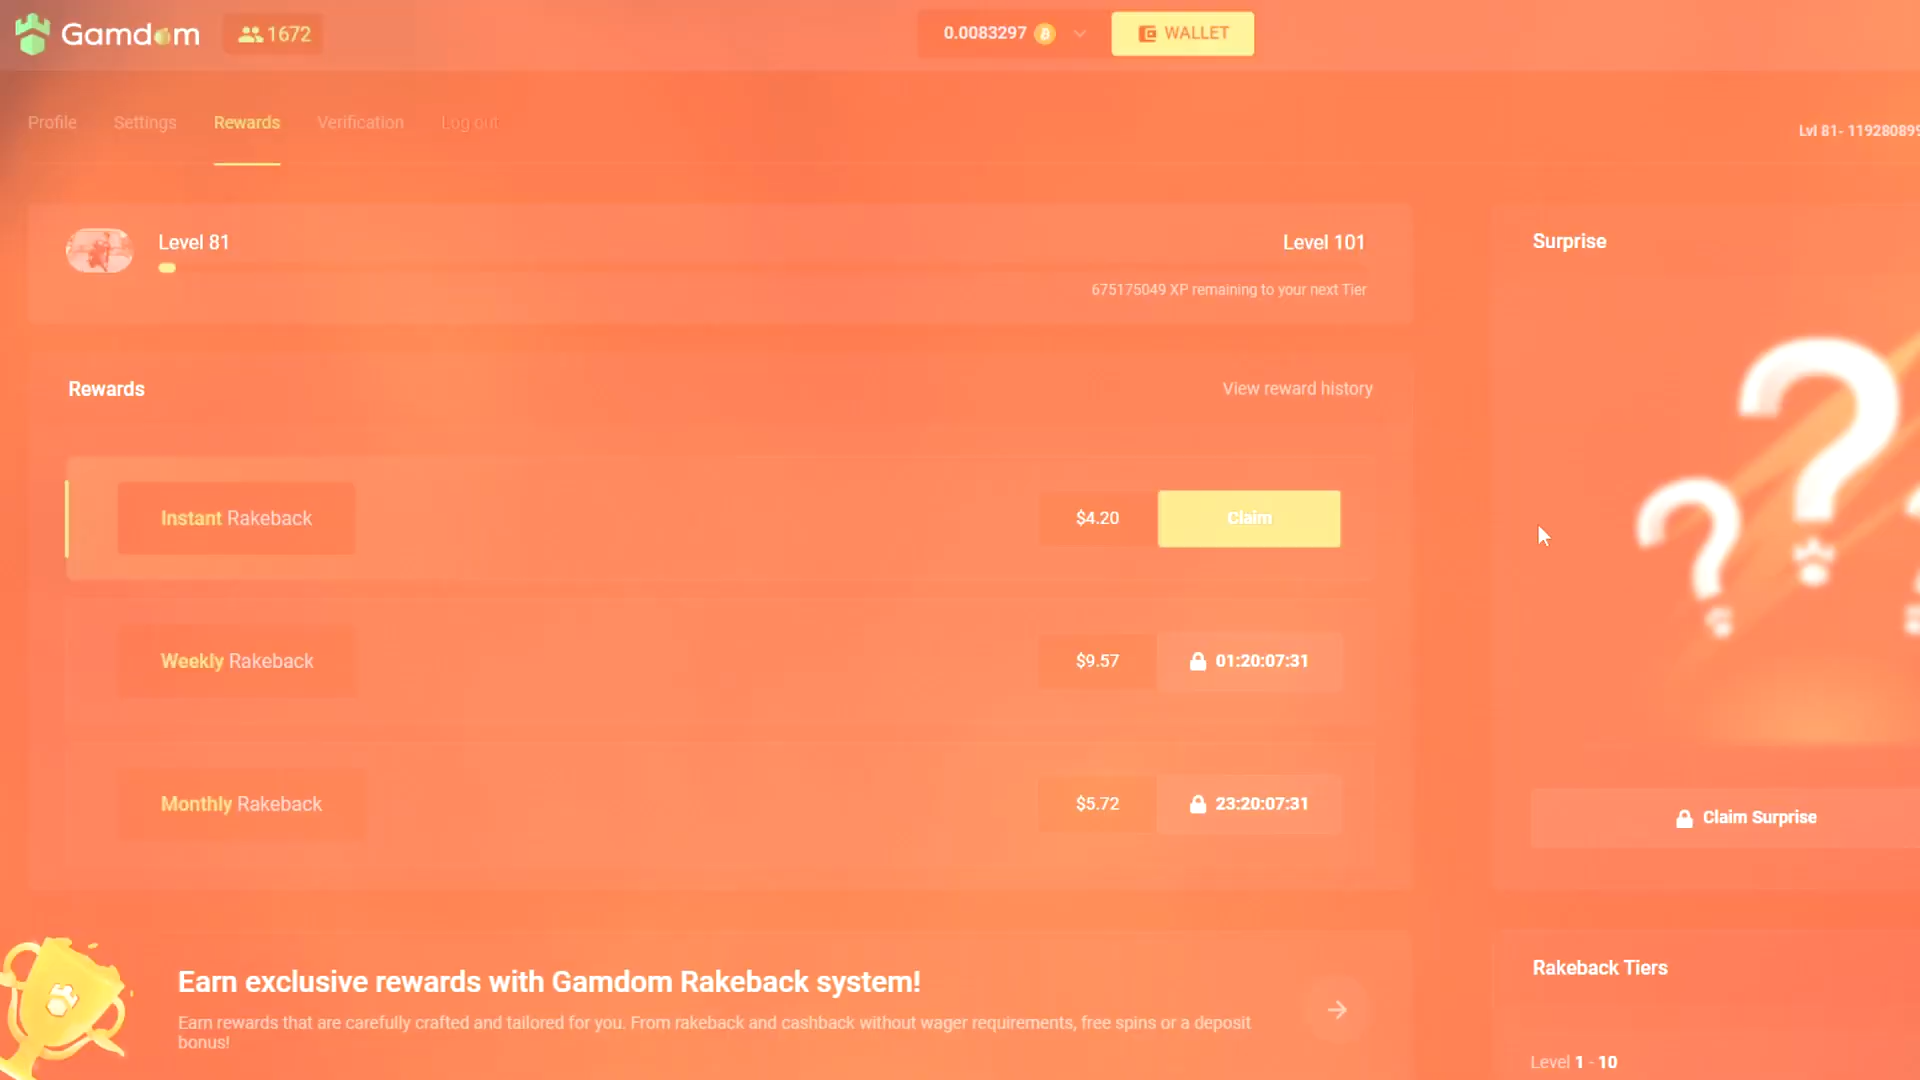 Gamdom
1672
0.0083297
WALLET
Profile
Settings
Rewards
Verification
Log out
Lvl 81- 119280899
Level 81
Level 101
675175049 XP remaining to your next Tier
Surprise
Rewards
View reward history
Instant Rakeback
$4.20
Claim
Weekly Rakeback
$9.57
01:20:07:31
Monthly Rakeback
$5.72
23:20:07:31
Claim Surprise
Earn exclusive rewards with Gamdom Rakeback system!
Earn rewards that are carefully crafted and tailored for you. From rakeback and cashback without wager requirements, free spins or a deposit
bonus!
Rakeback Tiers
Level 1 - 10